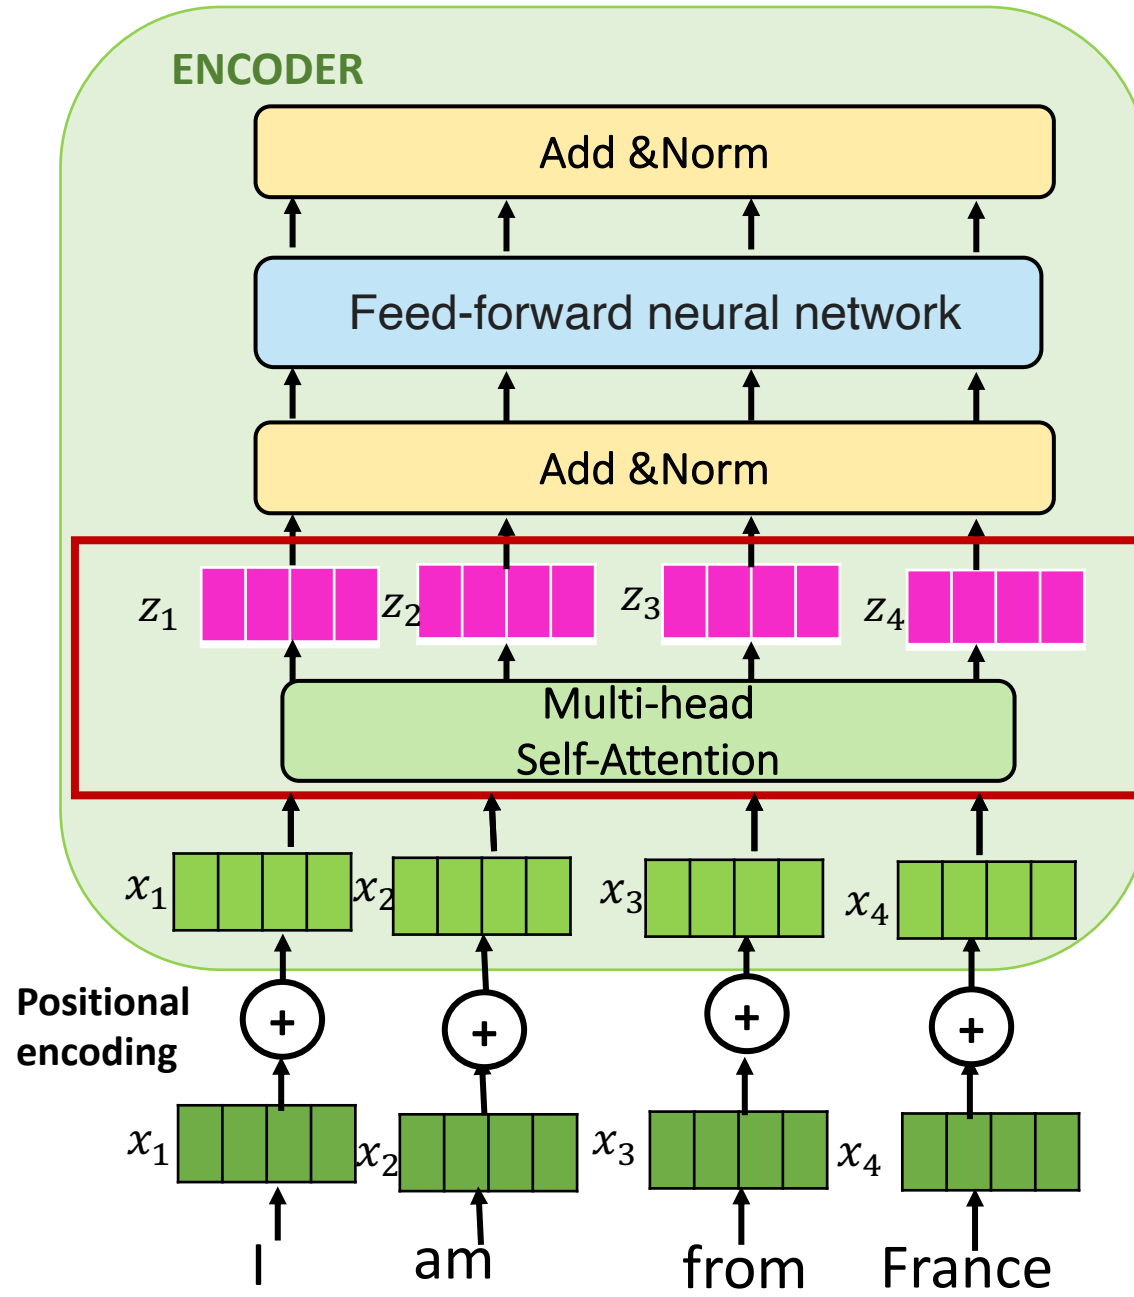 ENCODER
Add &Norm
Feed-forward neural network
Add &Norm
z₁ z₂ z₃ z₄
Multi-head
Self-Attention
x₁ x₂ x₃ x₄
Positional
encoding
+ + + +
x₁ x₂ x₃ x₄
I am from France